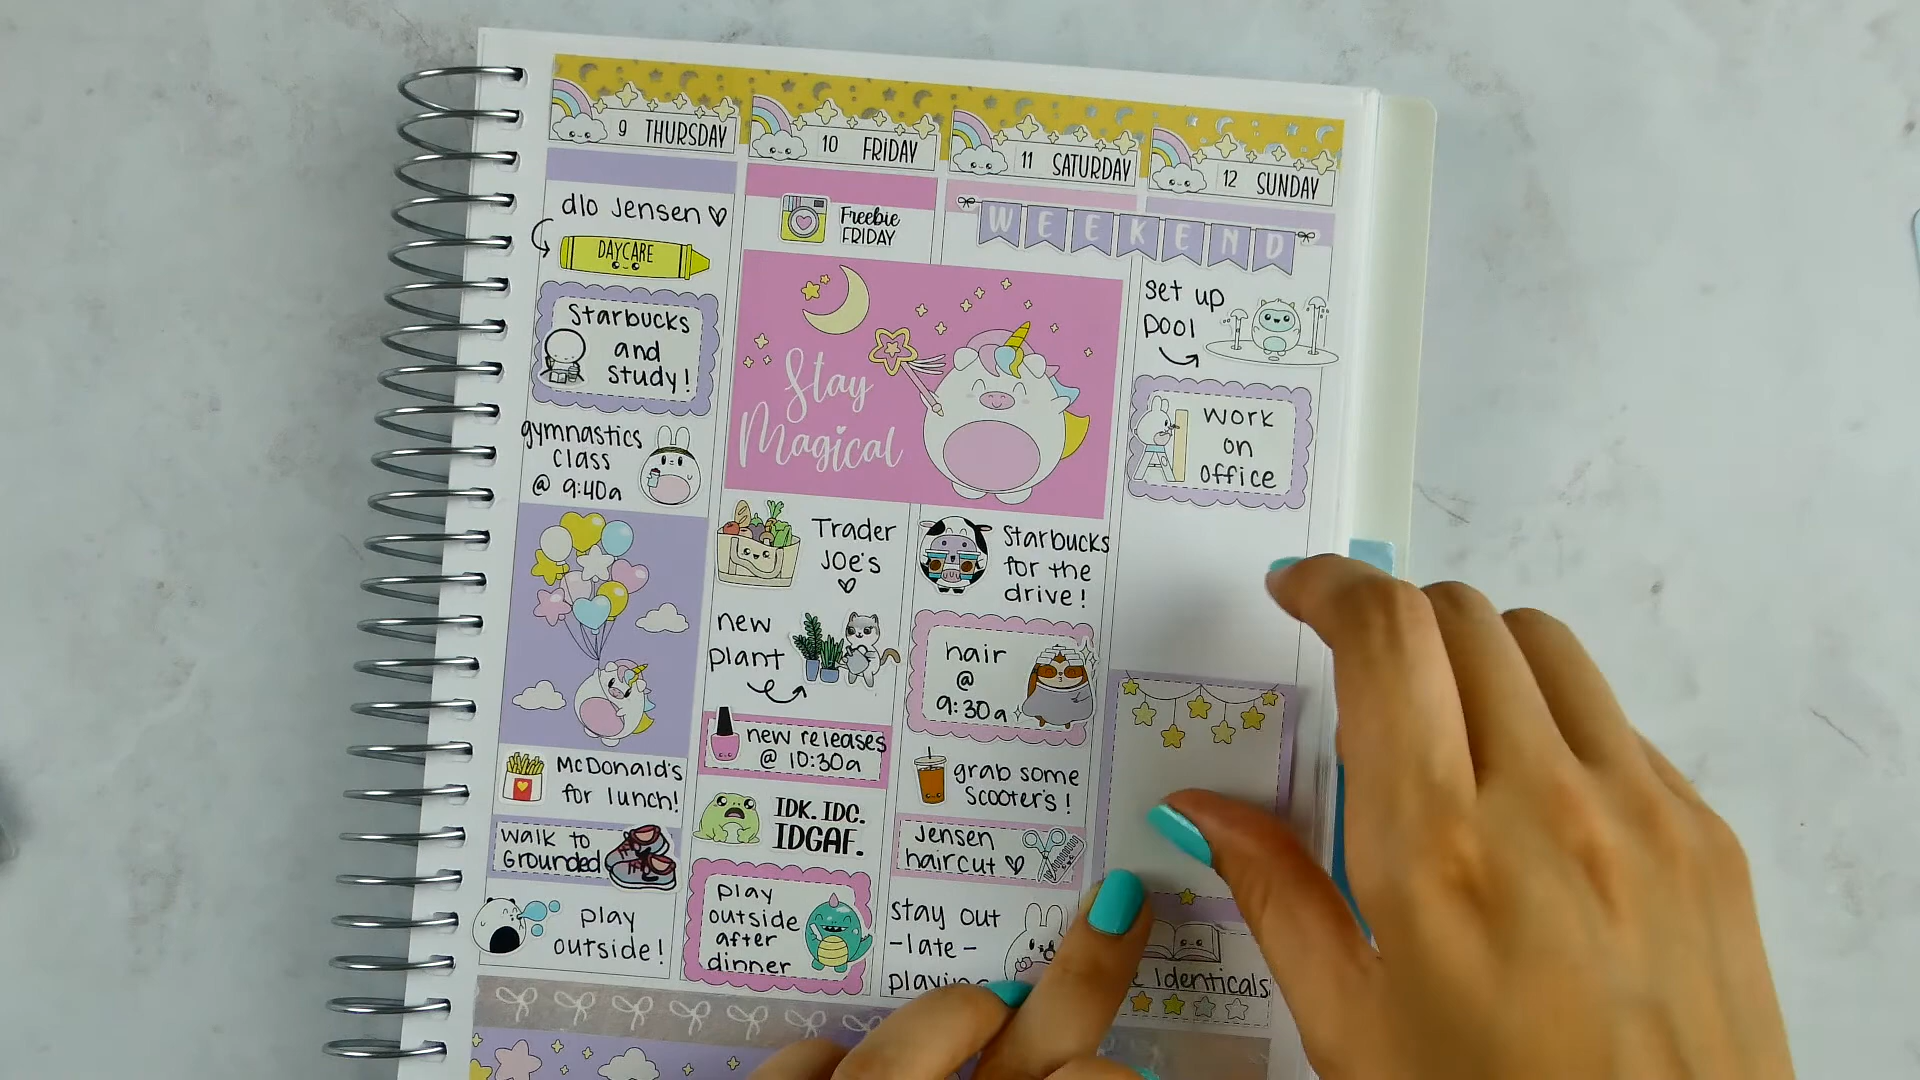 9 THURSDAY
dlo Jensen
DAYCARE
Starbucks
and
study!
gymnastics
class
@ 9:40a
McDonald's
for lunch!
walk to
Grounded
play
outside!
10 FRIDAY
Freebie
FRIDAY
Stay
Magical
Trader
Joe's
new
plant
new releases
@ 10:30a
IDK. IDC.
IDGAF.
play
outside
after
dinner
11 SATURDAY
WEEKEND
Starbucks
for the
drive!
hair
@
9:30a
grab some
Scooter's!
Jensen
haircut
stay out
-late-
12 SUNDAY
set up
pool
work
on
office
Identicals